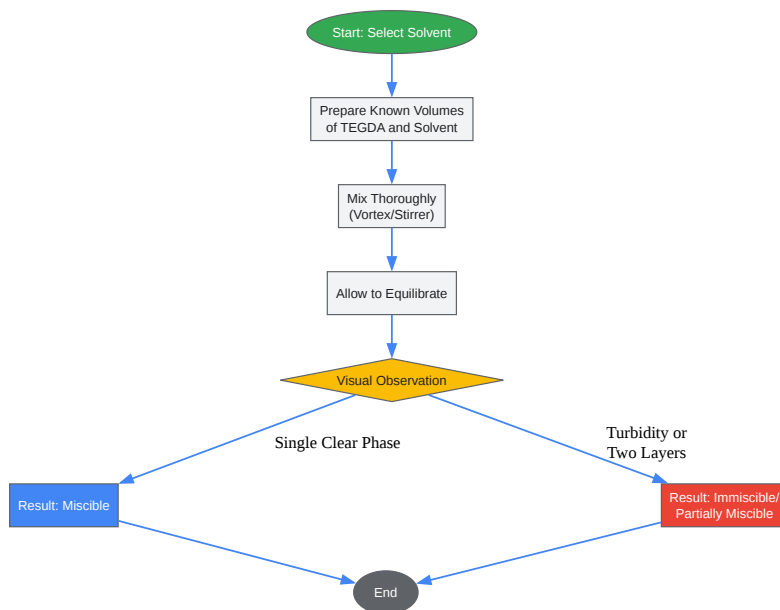 Start: Select Solvent
Prepare Known Volumes
of TEGDA and Solvent
Mix Thoroughly
(Vortex/Stirrer)
Allow to Equilibrate
Visual Observation
Single Clear Phase
Turbidity or
Two Layers
Result: Miscible
Result: Immiscible/
Partially Miscible
End